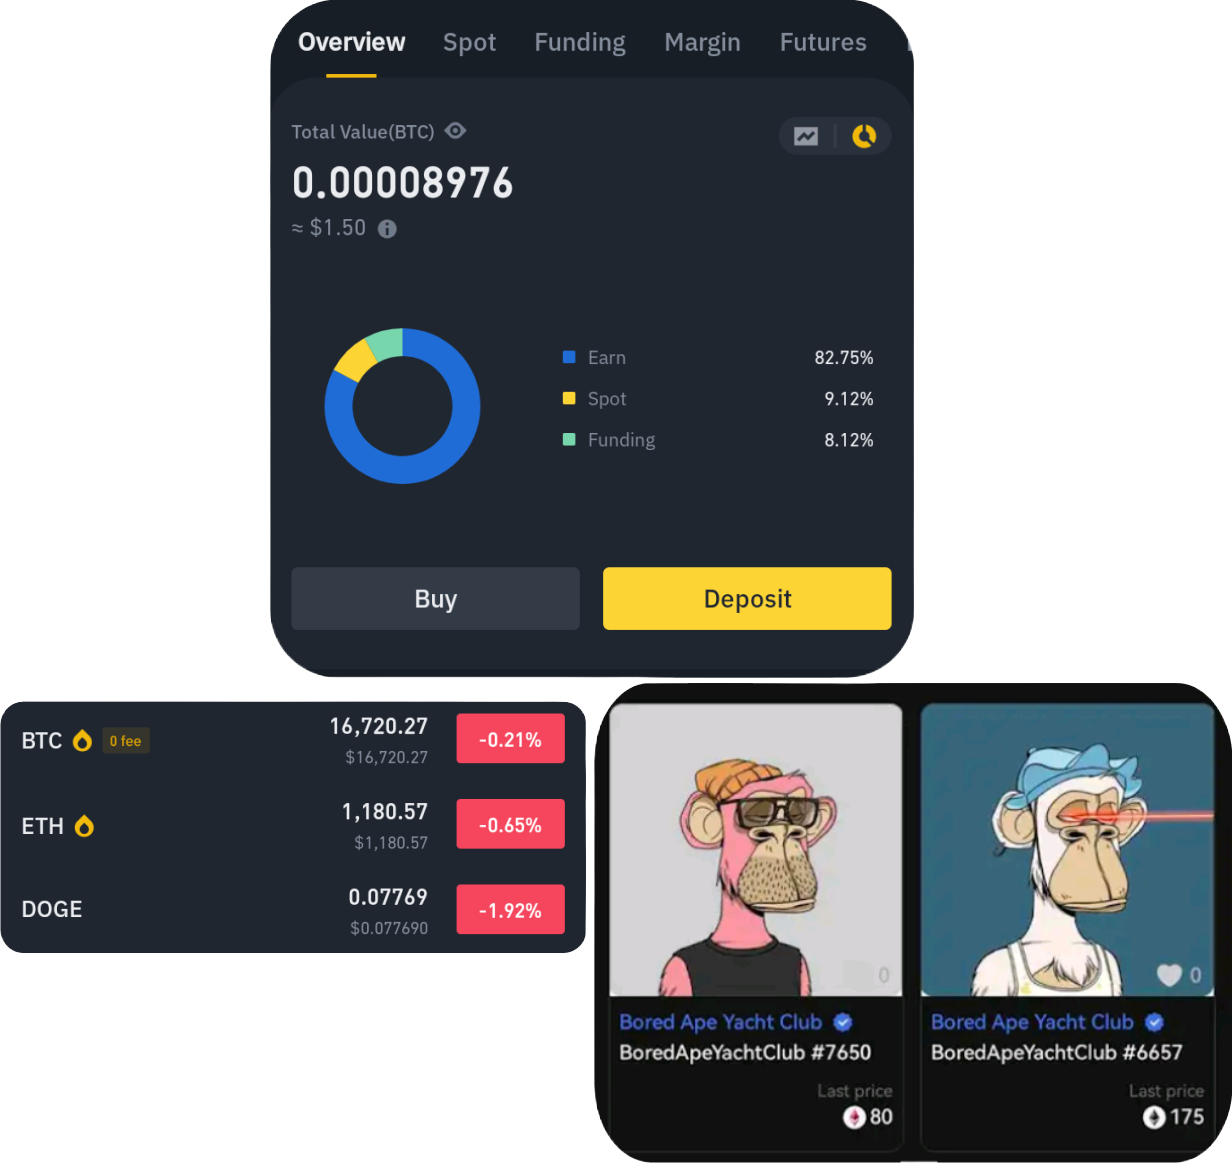 Overview Spot Funding Margin Futures
Total Value(BTC)
0.00008976
≈ $1.50
Earn 82.75%
Spot 9.12%
Funding 8.12%
Buy Deposit
BTC 0 fee 16,720.27 -0.21%
$16,720.27
ETH 1,180.57 -0.65%
$1,180.57
DOGE 0.07769 -1.92%
$0.077690
0 0
Bored Ape Yacht Club Bored Ape Yacht Club
BoredApeYachtClub #7650 BoredApeYachtClub #6657
Last price Last price
80 175